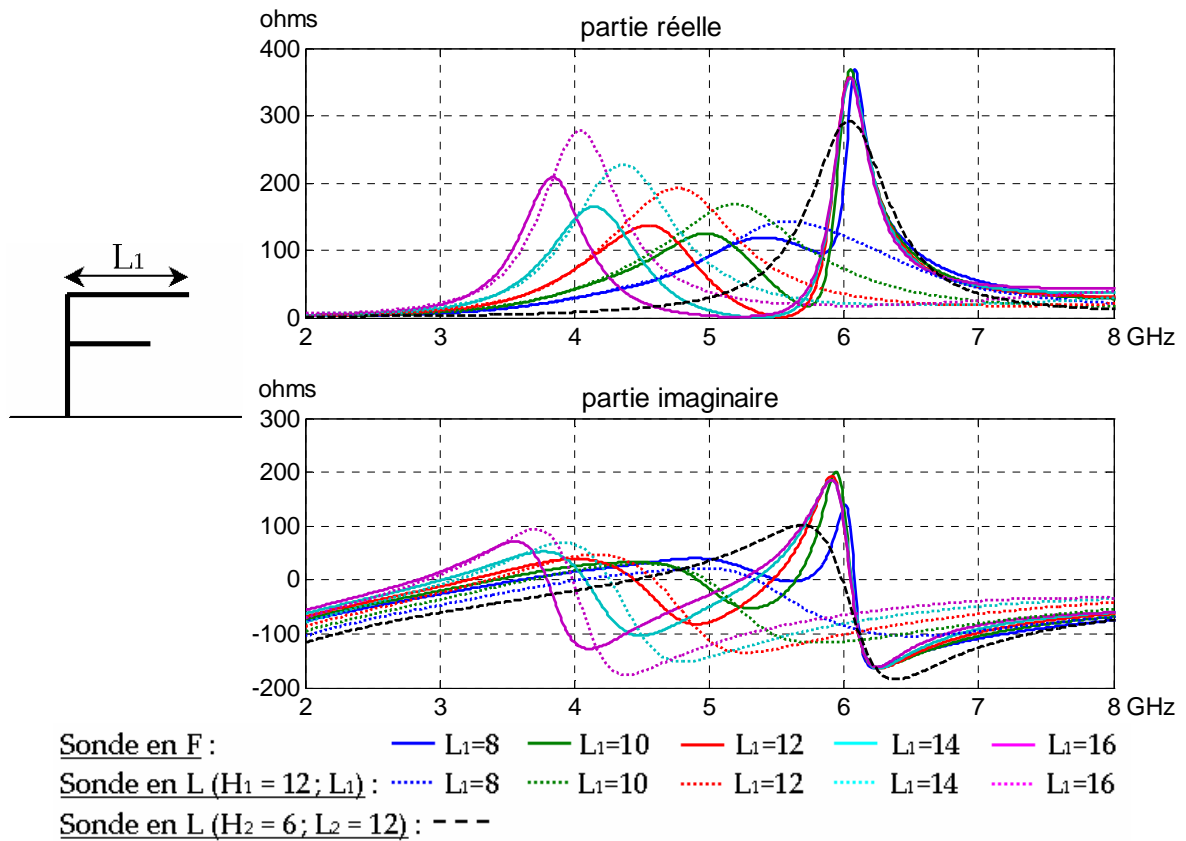 ohms
partie réelle
400
300
200
100
0
2 3 4 5 6 7 8 GHz
L1
ohms
partie imaginaire
300
200
100
0
-100
-200
2 3 4 5 6 7 8 GHz
Sonde en F : L1=8 L1=10 L1=12 L1=14 L1=16
Sonde en L (H1 = 12 ; L1) : L1=8 L1=10 L1=12 L1=14 L1=16
Sonde en L (H2 = 6 ; L2 = 12) :